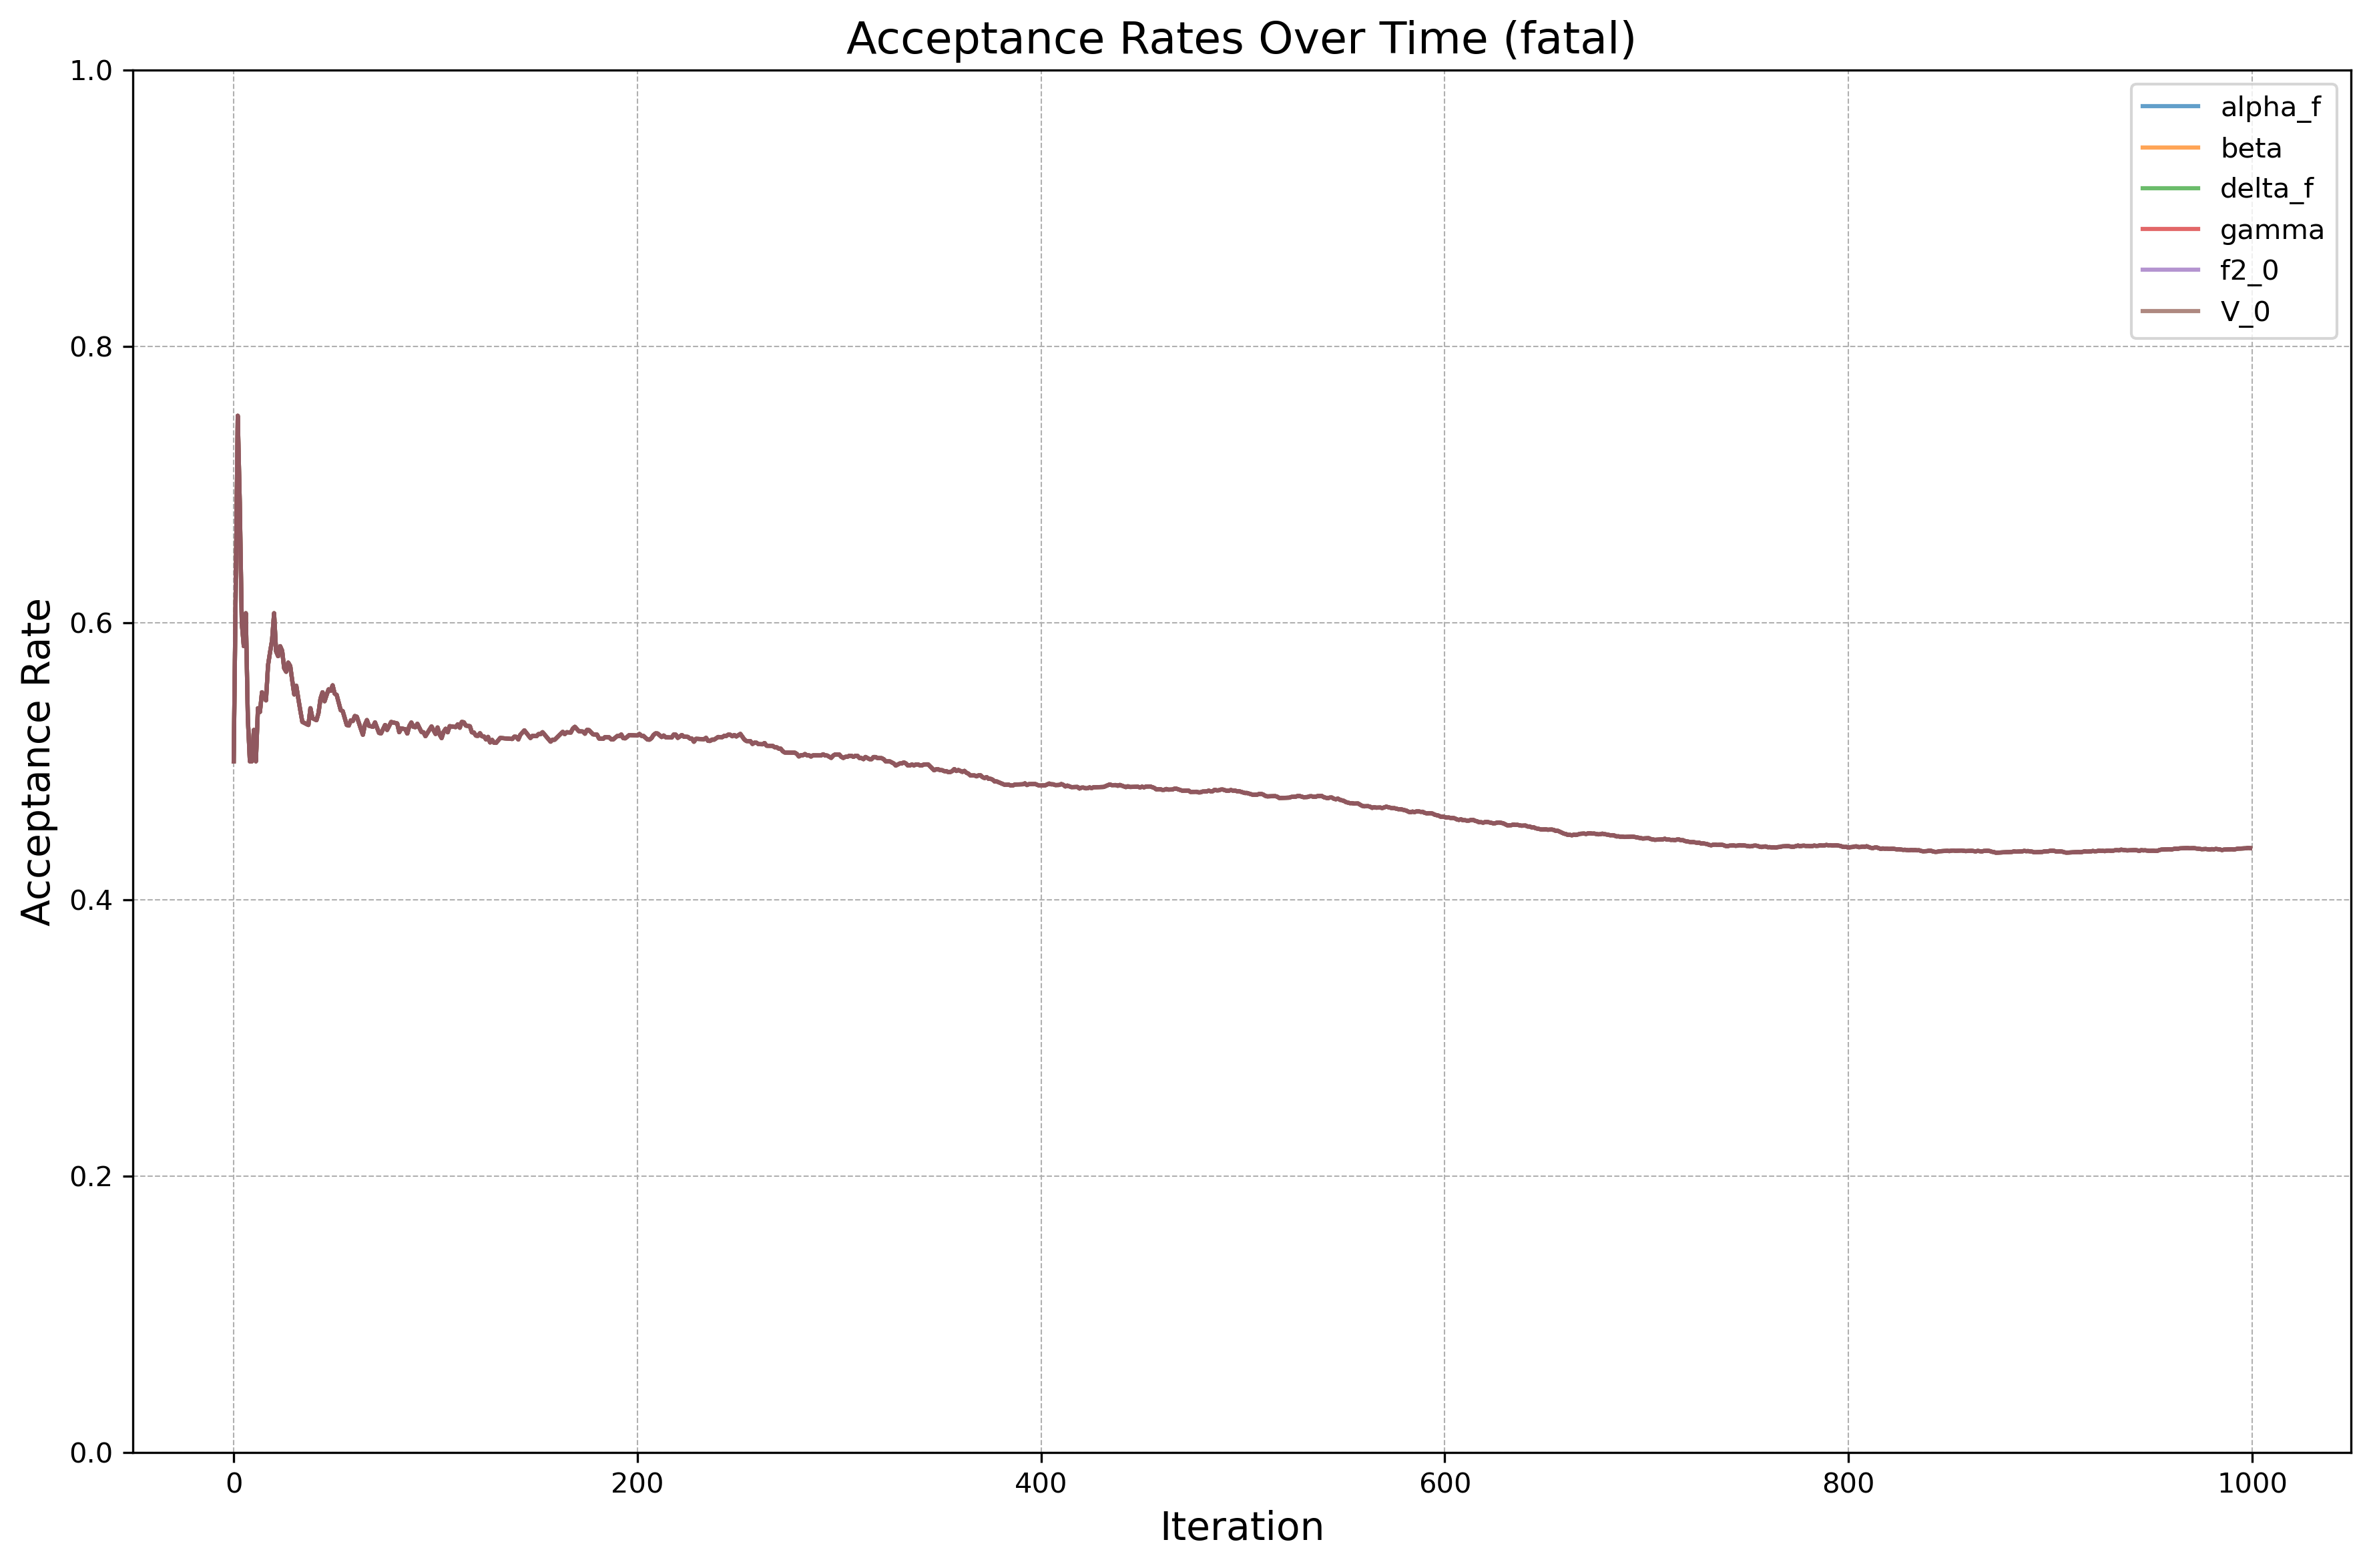 Acceptance Rates Over Time (fatal)
1.0
0.8
0.6
0.4
0.2
0.0
Acceptance Rate
alpha_f
beta
delta_f
gamma
f2_0
V_0
0 200 400 600 800 1000
Iteration